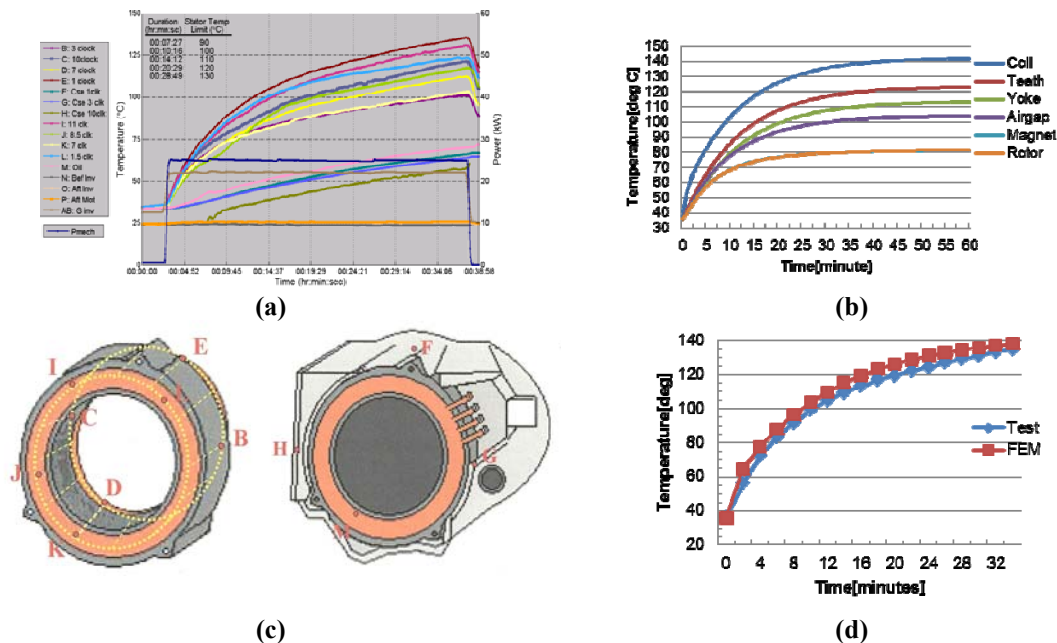 Duration Stator Temp
(hr:mn:sc) Limit (°C)
00:07:27 90
00:10:16 100
00:14:12 110
00:20:29 120
00:28:49 130
B: 3 clock
C: 10clock
D: 7 clock
E: 1 clock
F: Cse 1clk
G: Cse 3 clk
H: Cse 10clk
I: 11 clk
J: 8.5 clk
K: 7 clk
L: 1.5 clk
M: Oil
N: Bef Inv
O: Aft Inv
P: Aft Mot
AB: G inv
Pmech
Temperature (°C)
150
125
100
75
50
25
0
Power (kW)
60
50
40
30
20
10
0
00:00:00 00:04:52 00:09:45 00:14:37 00:19:29 00:24:21 00:29:14 00:34:06 00:38:58
Time (hr:min:sec)
(a)
Temperature[deg C]
150
140
130
120
110
100
90
80
70
60
50
40
30
0 5 10 15 20 25 30 35 40 45 50 55 60
Time[minute]
Coil
Teeth
Yoke
Airgap
Magnet
Rotor
(b)
E
I
C
B
J
D
K
F
H
G
M
(c)
Temperature[deg]
140
120
100
80
60
40
20
0 4 8 12 16 20 24 28 32
Time[minutes]
Test
FEM
(d)